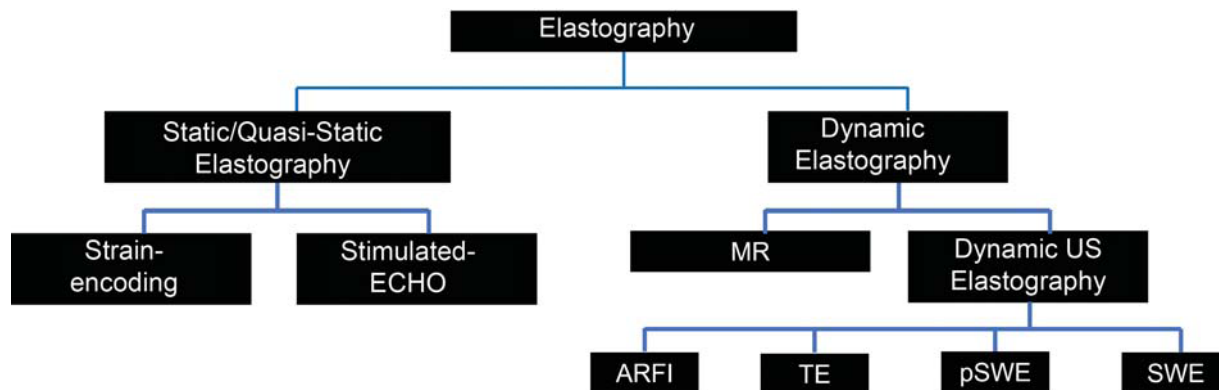 Elastography
Static/Quasi-Static
Elastography
Dynamic
Elastography
Strain-
encoding
Stimulated-
ECHO
MR
Dynamic US
Elastography
ARFI
TE
pSWE
SWE